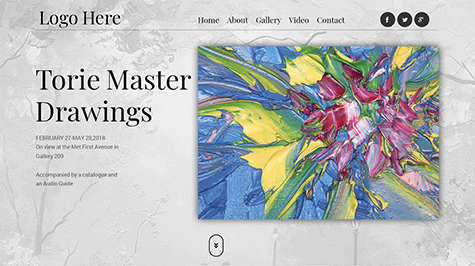 Logo Here
Home About Gallery Video Contact
Torie Master
Drawings
FEBRUARY 27-MAY 28,2018
On view at the Met First Avenue in
Gallery 209
Accompanied by a catalogue and
an Audio Guide